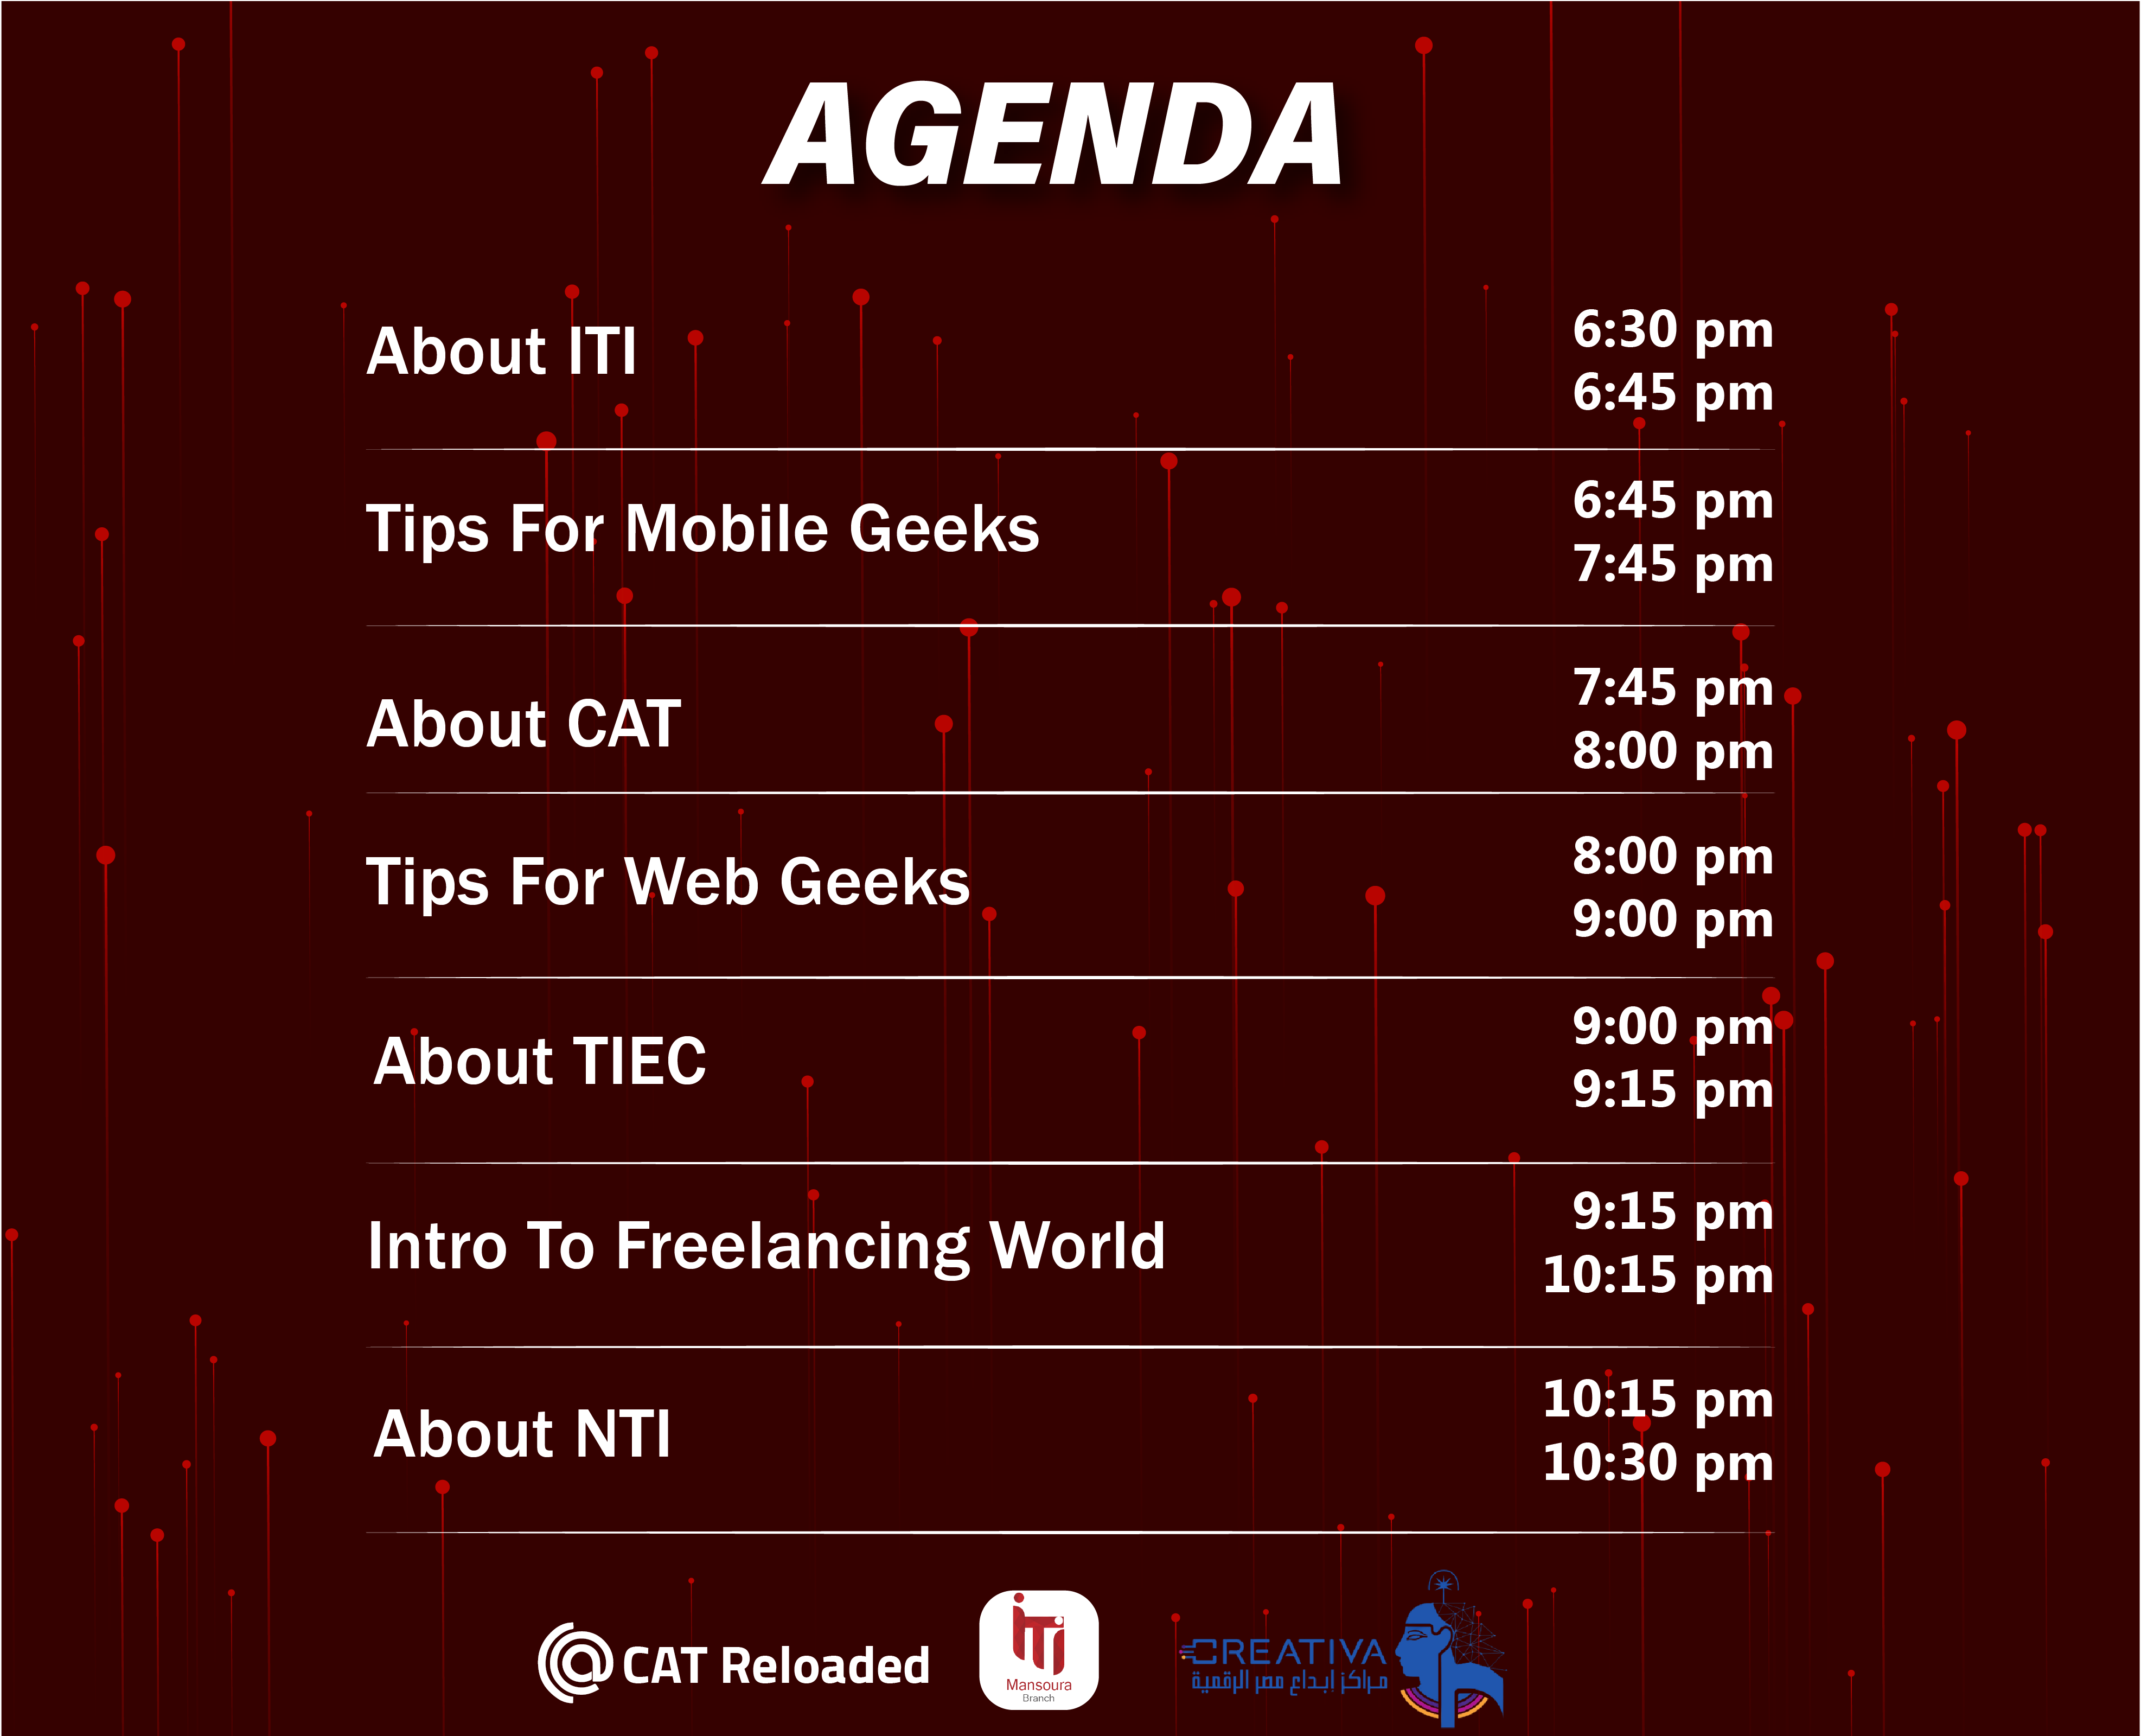 AGENDA
About ITI
6:30 pm
6:45 pm
Tips For Mobile Geeks
6:45 pm
7:45 pm
About CAT
7:45 pm
8:00 pm
Tips For Web Geeks
8:00 pm
9:00 pm
About TIEC
9:00 pm
9:15 pm
Intro To Freelancing World
9:15 pm
10:15 pm
About NTI
10:15 pm
10:30 pm
CAT Reloaded
iTi
Mansoura
Branch
CREATIVA
مراكز إبداع مصر الرقمية